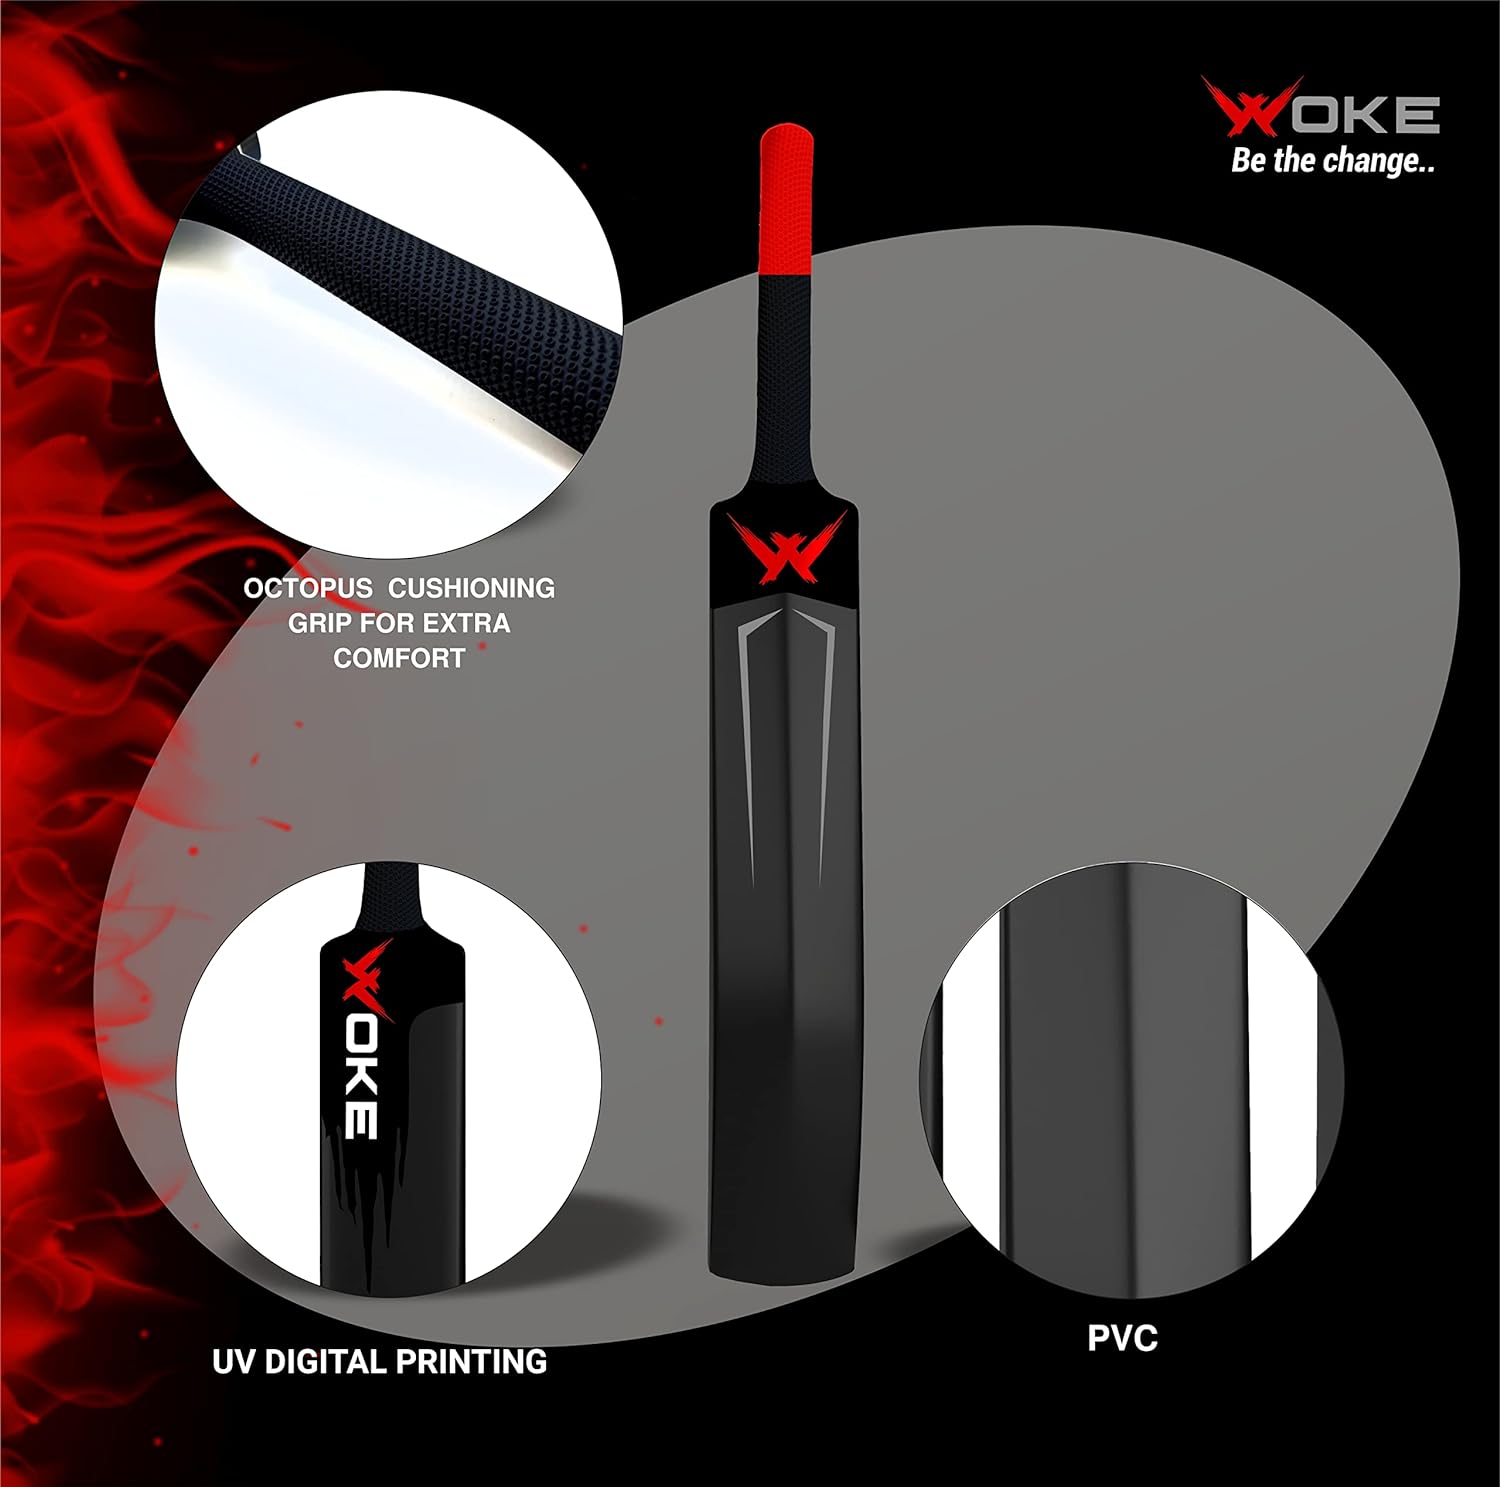 WOKE
Be the change..
OCTOPUS CUSHIONING
GRIP FOR EXTRA
COMFORT
WOKE
UV DIGITAL PRINTING
PVC